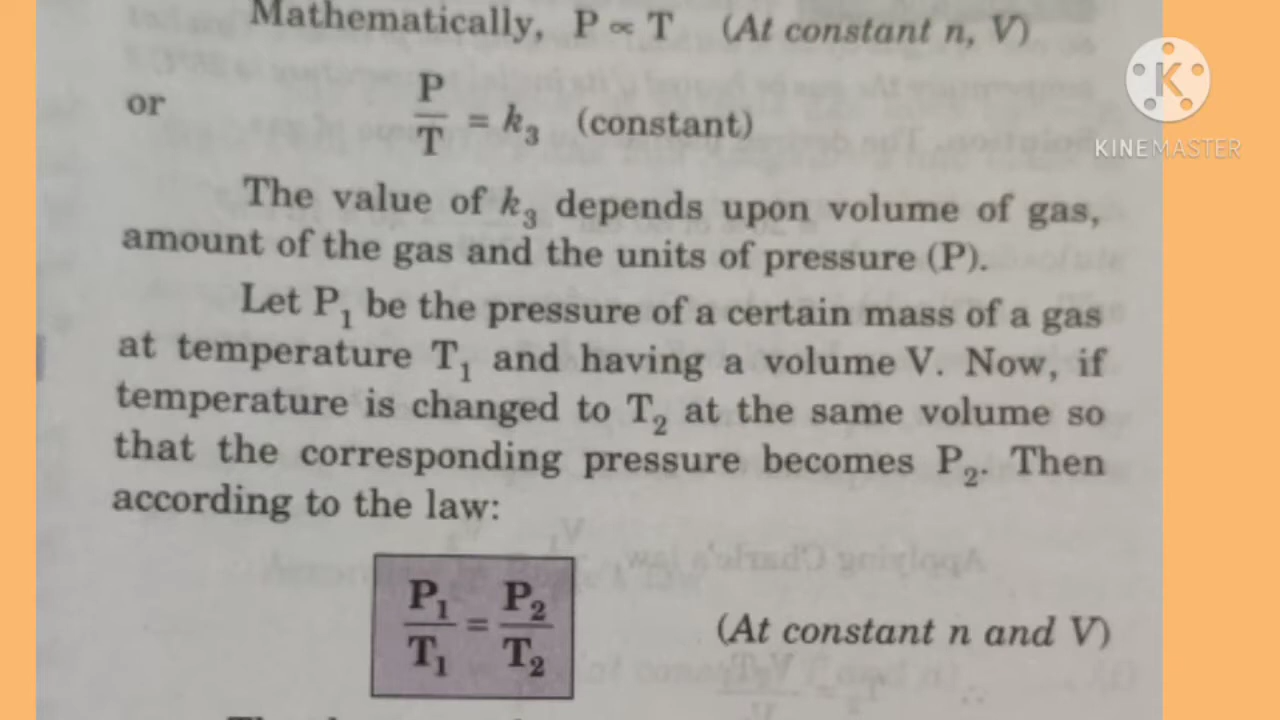 Mathematically, P ∝ T (At constant n, V)
or P/T = k₃ (constant)
The value of k₃ depends upon volume of gas,
amount of the gas and the units of pressure (P).
Let P₁ be the pressure of a certain mass of a gas
at temperature T₁ and having a volume V. Now, if
temperature is changed to T₂ at the same volume so
that the corresponding pressure becomes P₂. Then
according to the law:
P₁/T₁ = P₂/T₂ (At constant n and V)
K
KINEMASTER